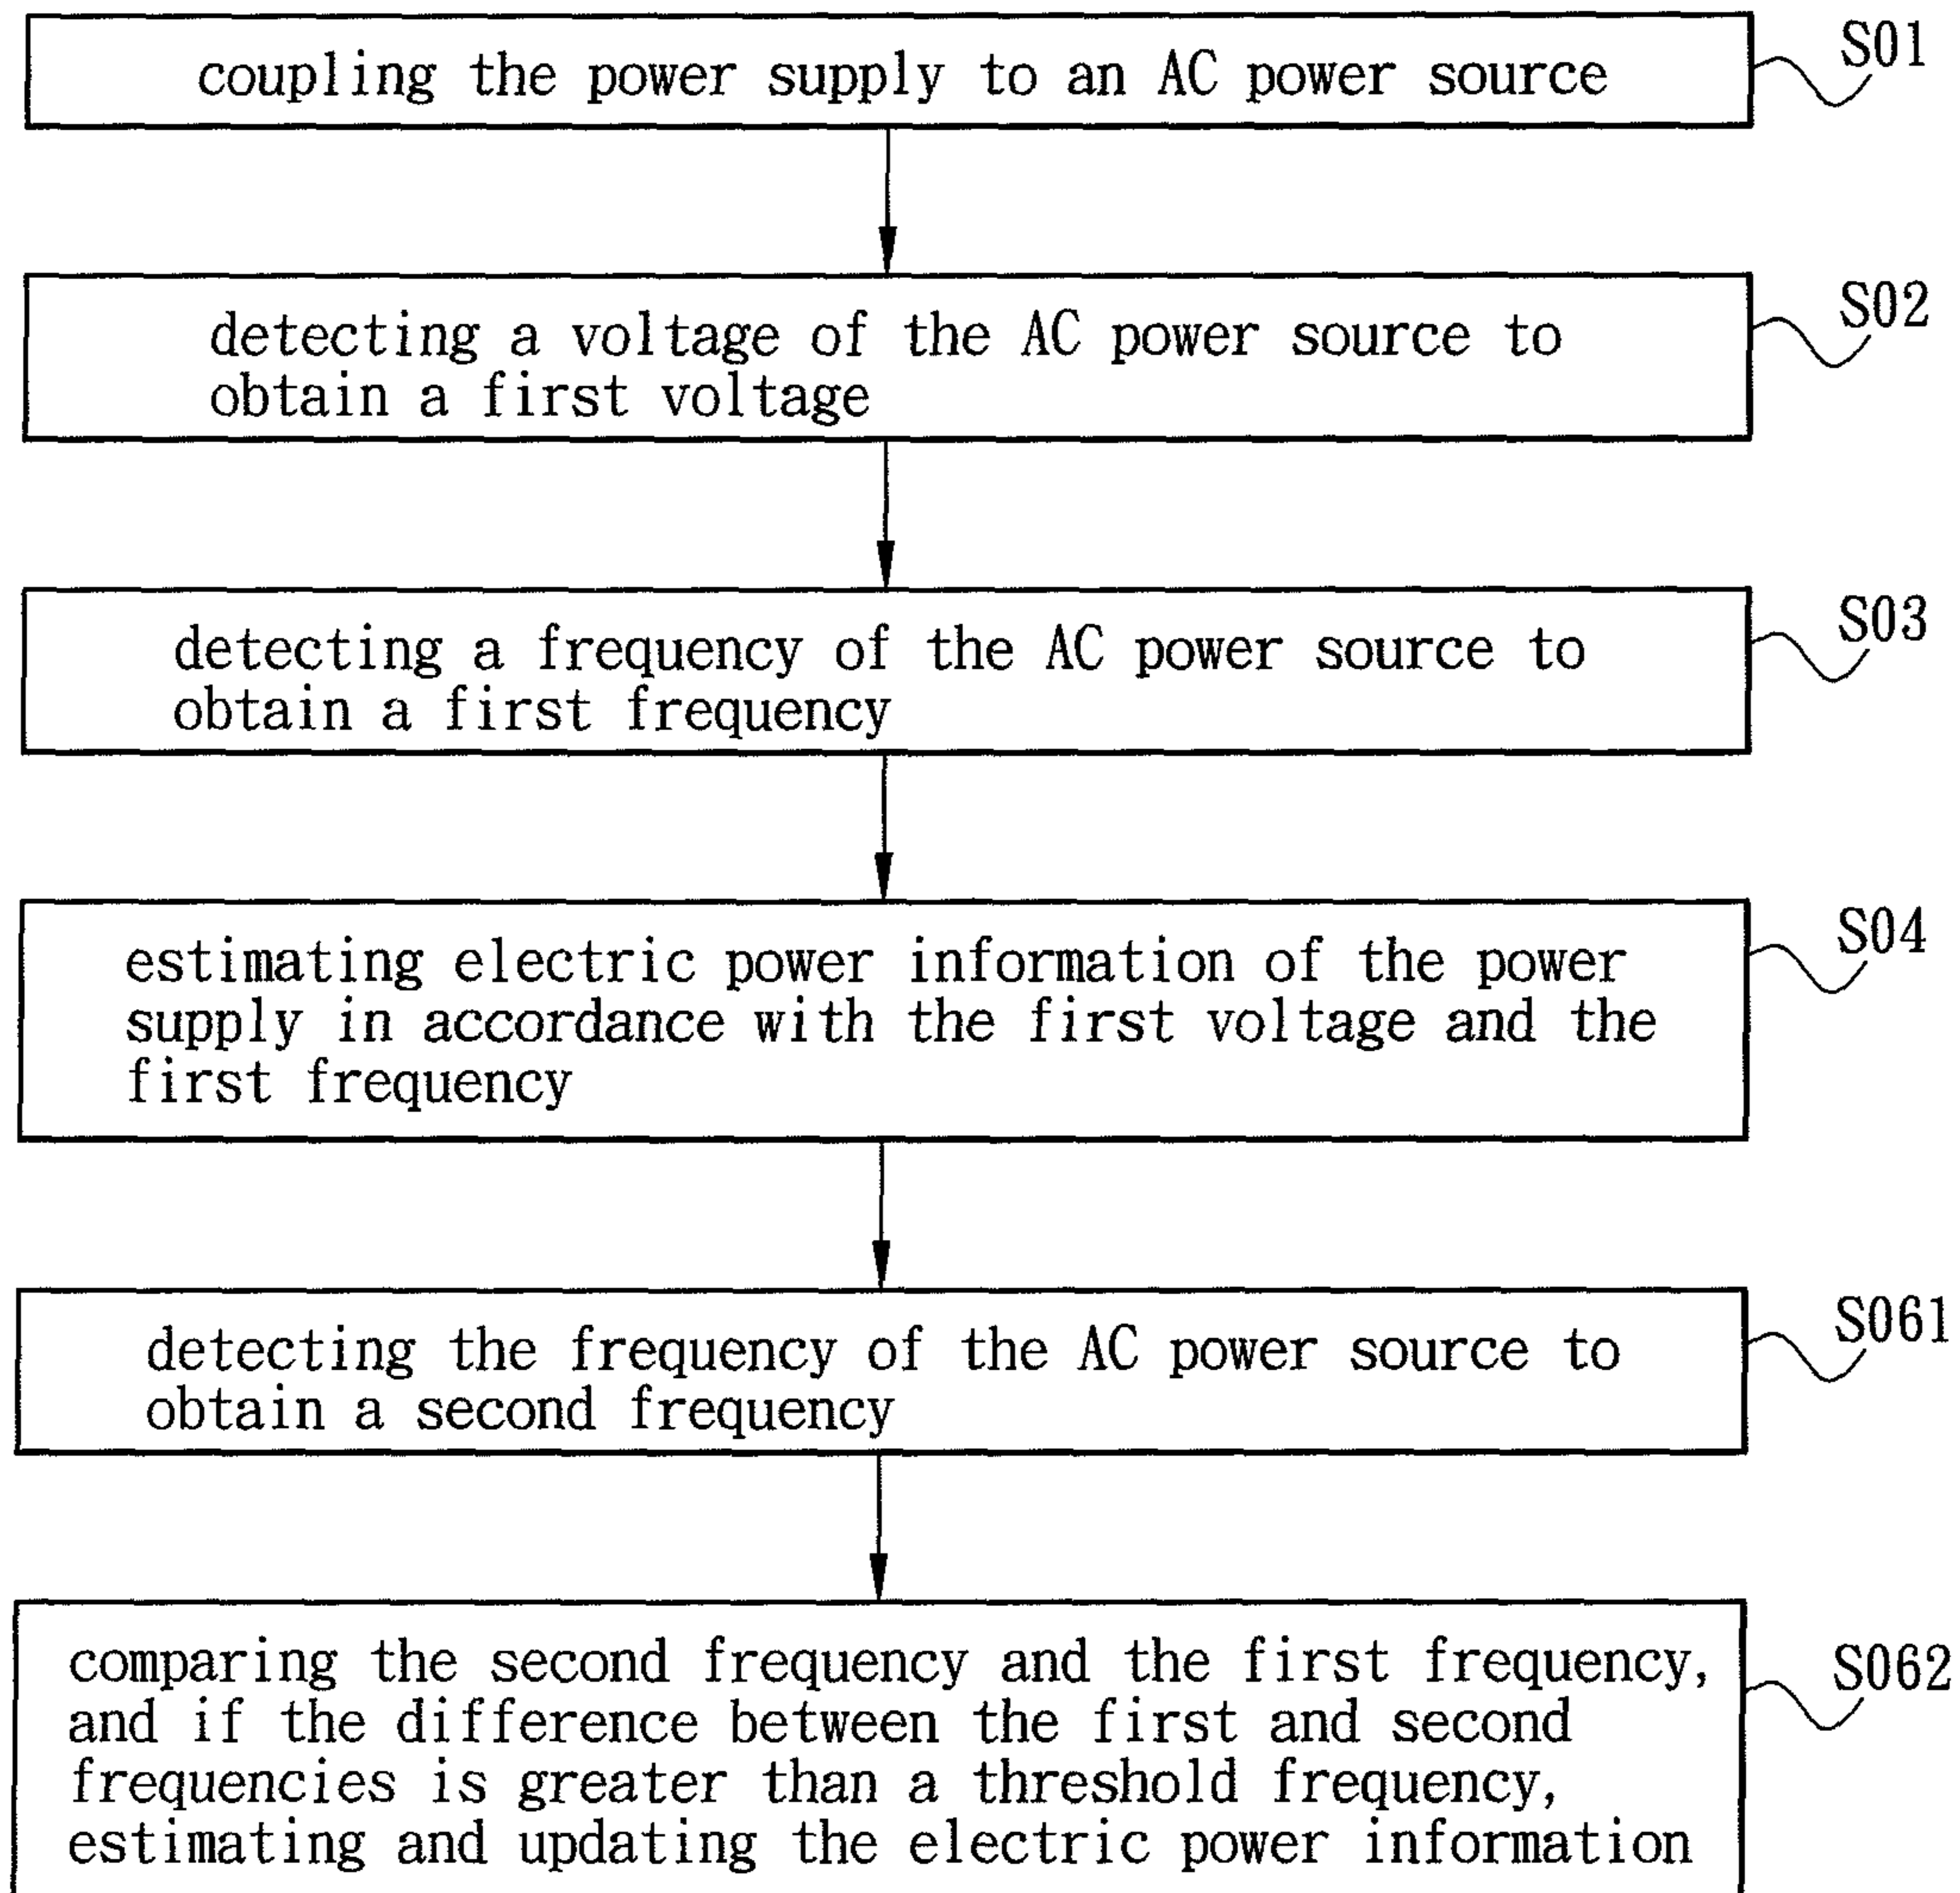 coupling the power supply to an AC power source
S01
detecting a voltage of the AC power source to
obtain a first voltage
S02
detecting a frequency of the AC power source to
obtain a first frequency
S03
estimating electric power information of the power
supply in accordance with the first voltage and the
first frequency
S04
detecting the frequency of the AC power source to
obtain a second frequency
S061
comparing the second frequency and the first frequency,
and if the difference between the first and second
frequencies is greater than a threshold frequency,
estimating and updating the electric power information
S062